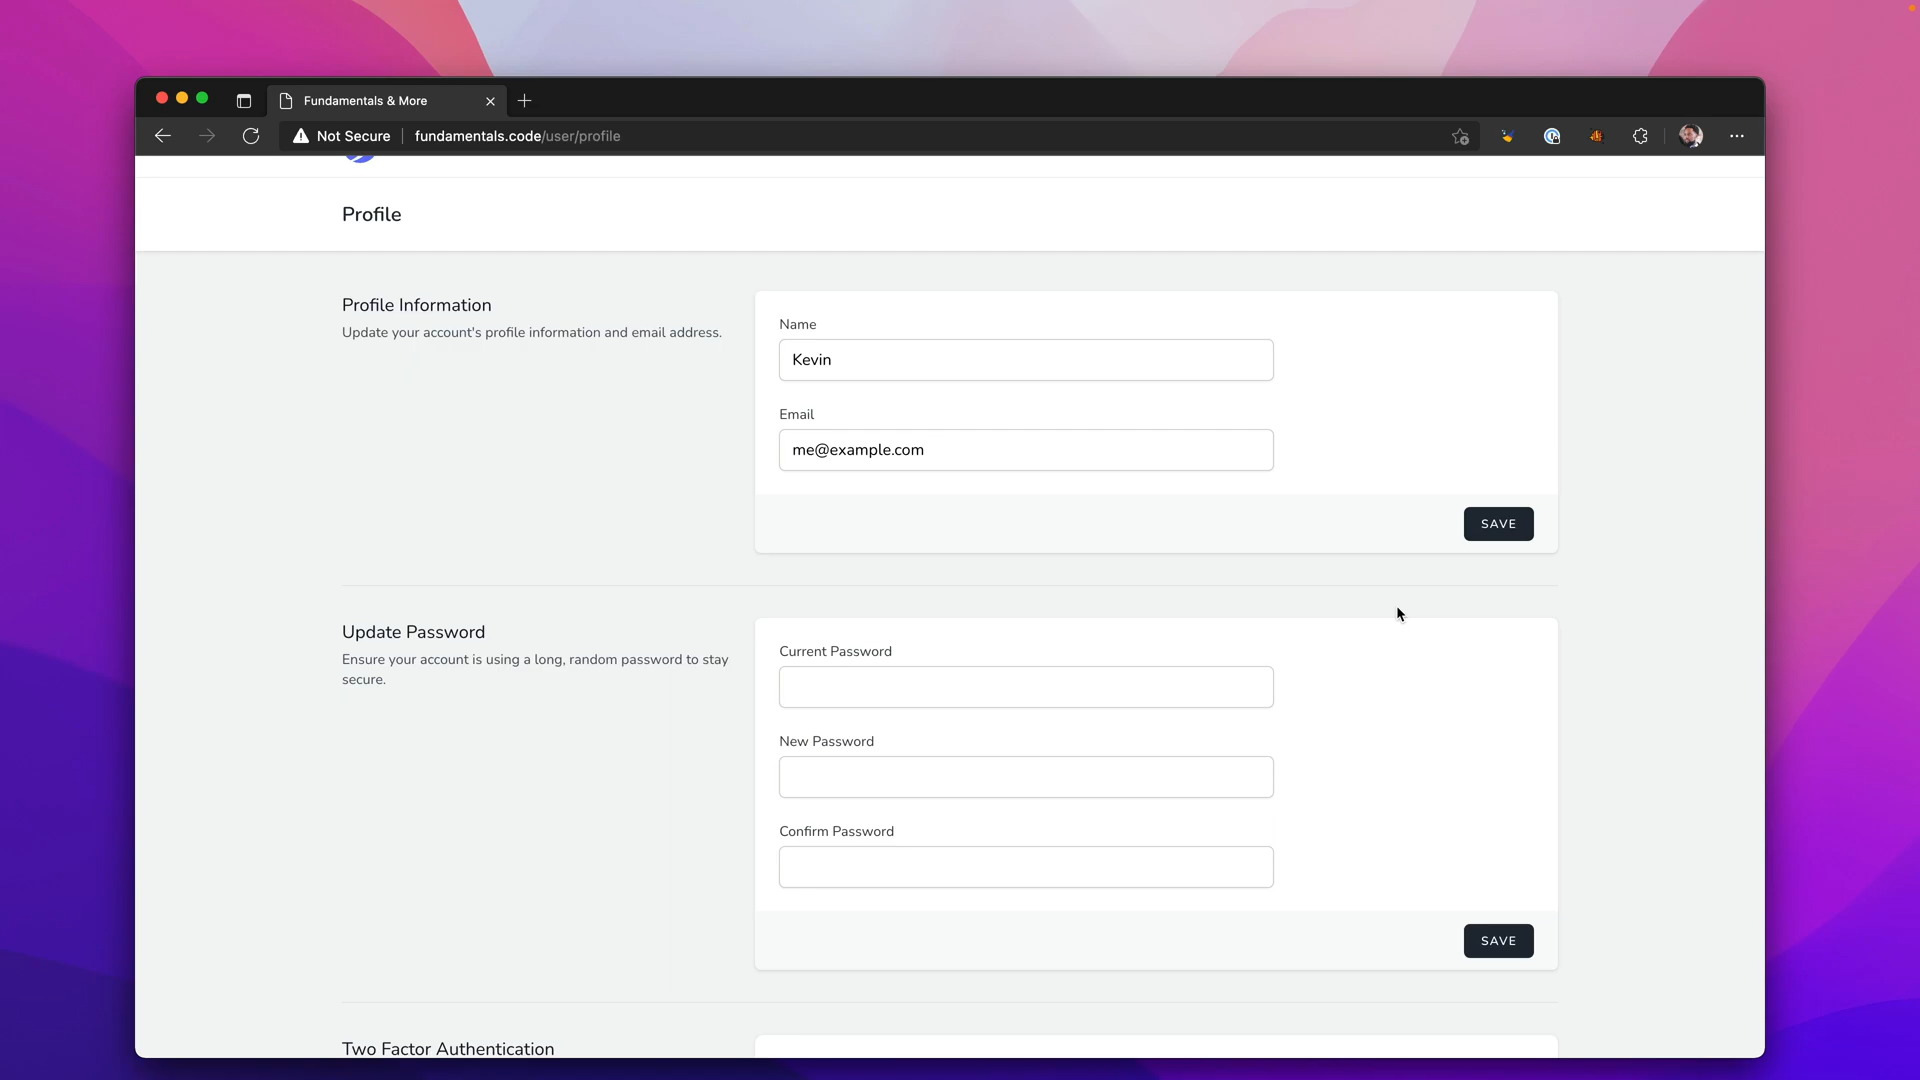 Fundamentals & More
Not Secure
fundamentals.code/user/profile
Profile
Profile Information
Update your account's profile information and email address.
Name
Kevin
Email
me@example.com
SAVE
Update Password
Ensure your account is using a long, random password to stay
secure.
Current Password
New Password
Confirm Password
SAVE
Two Factor Authentication